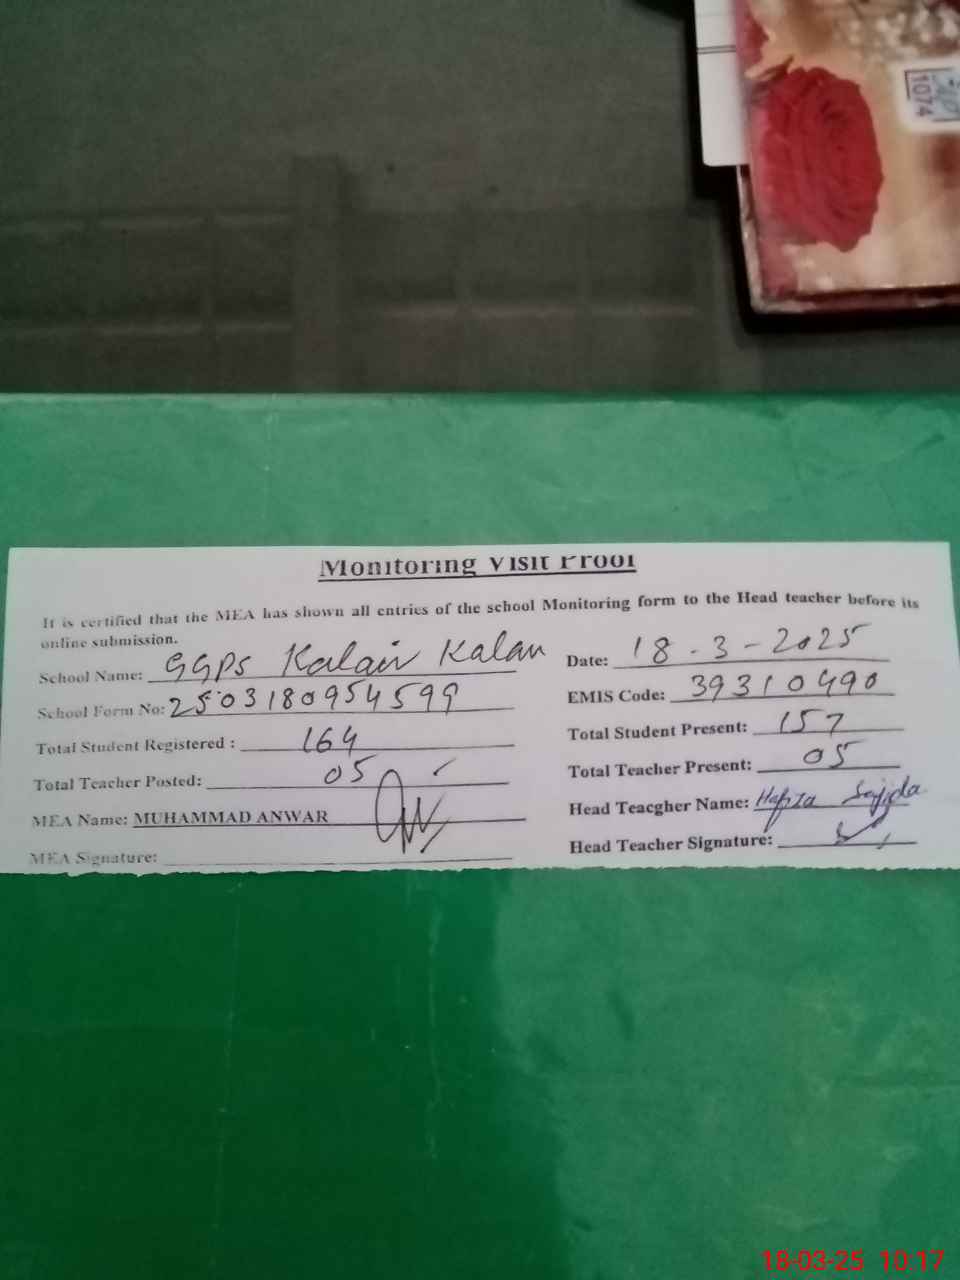 Monitoring Visit Proof
It is certified that the MEA has shown all entries of the school Monitoring form to the Head teacher before its
online submission.
School Name: GGPS Kalair Kalan
Date: 18-3-2025
School Form No: 2503180954599
EMIS Code: 39310490
Total Student Registered : 164
Total Student Present: 157
Total Teacher Posted: 05
Total Teacher Present: 05
MEA Name: MUHAMMAD ANWAR
Head Teacgher Name: Hafiza Sajida
MEA Signature:
Head Teacher Signature:
1074
18-03-25 10:17